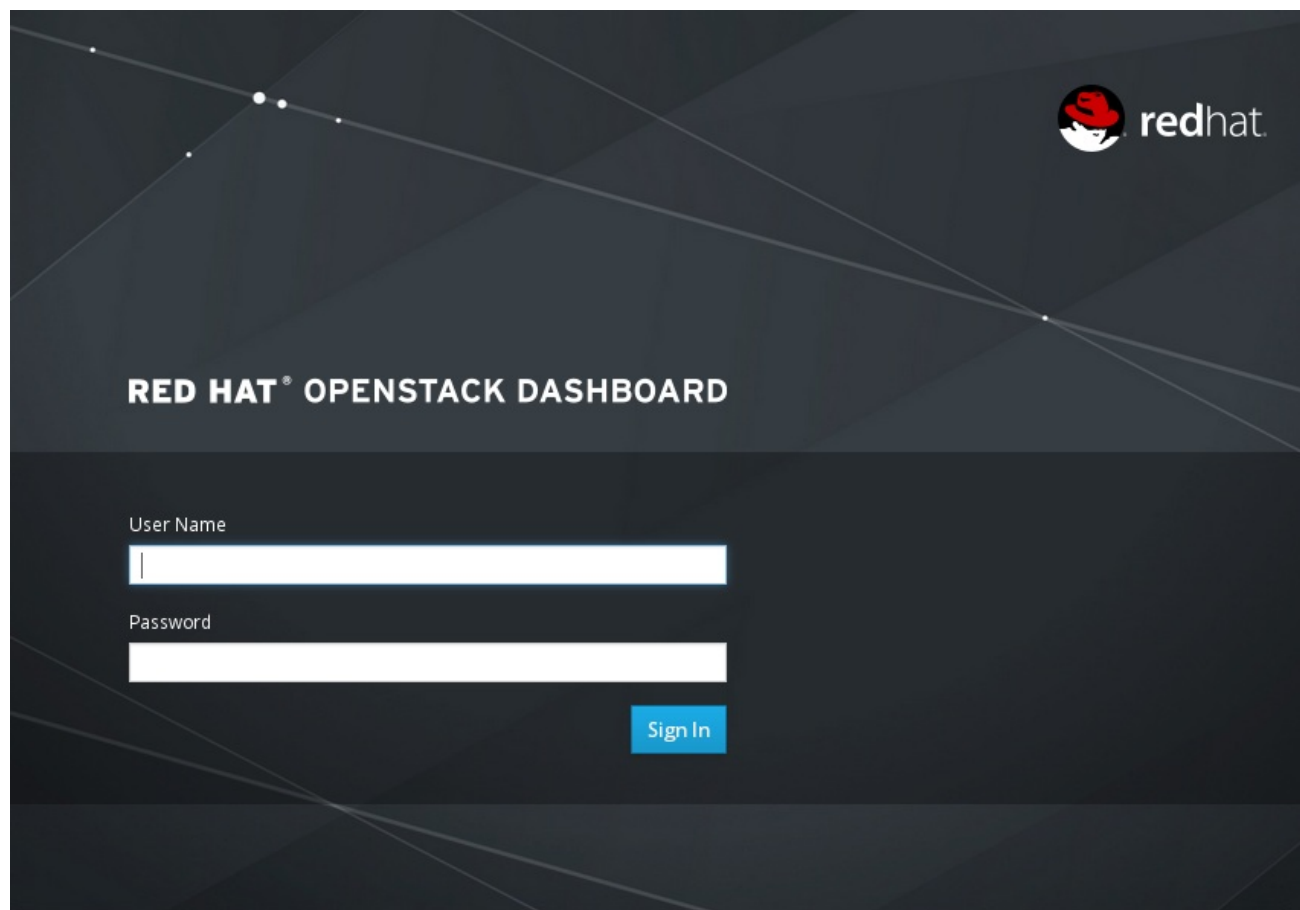 redhat.
RED HAT® OPENSTACK DASHBOARD
User Name
Password
Sign In